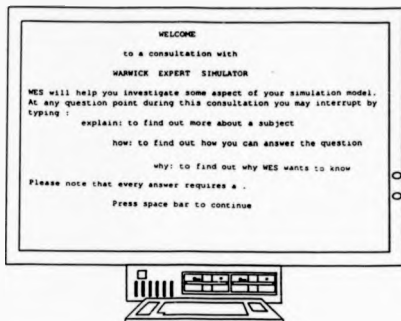 WELCOME
to a consultation with
WARWICK EXPERT SIMULATOR
WES will help you investigate some aspect of your simulation model.
At any question point during this consultation you may interrupt by
typing :
explain: to find out more about a subject
how: to find out how you can answer the question
why: to find out why WES wants to know
Please note that every answer requires a .
Press space bar to continue